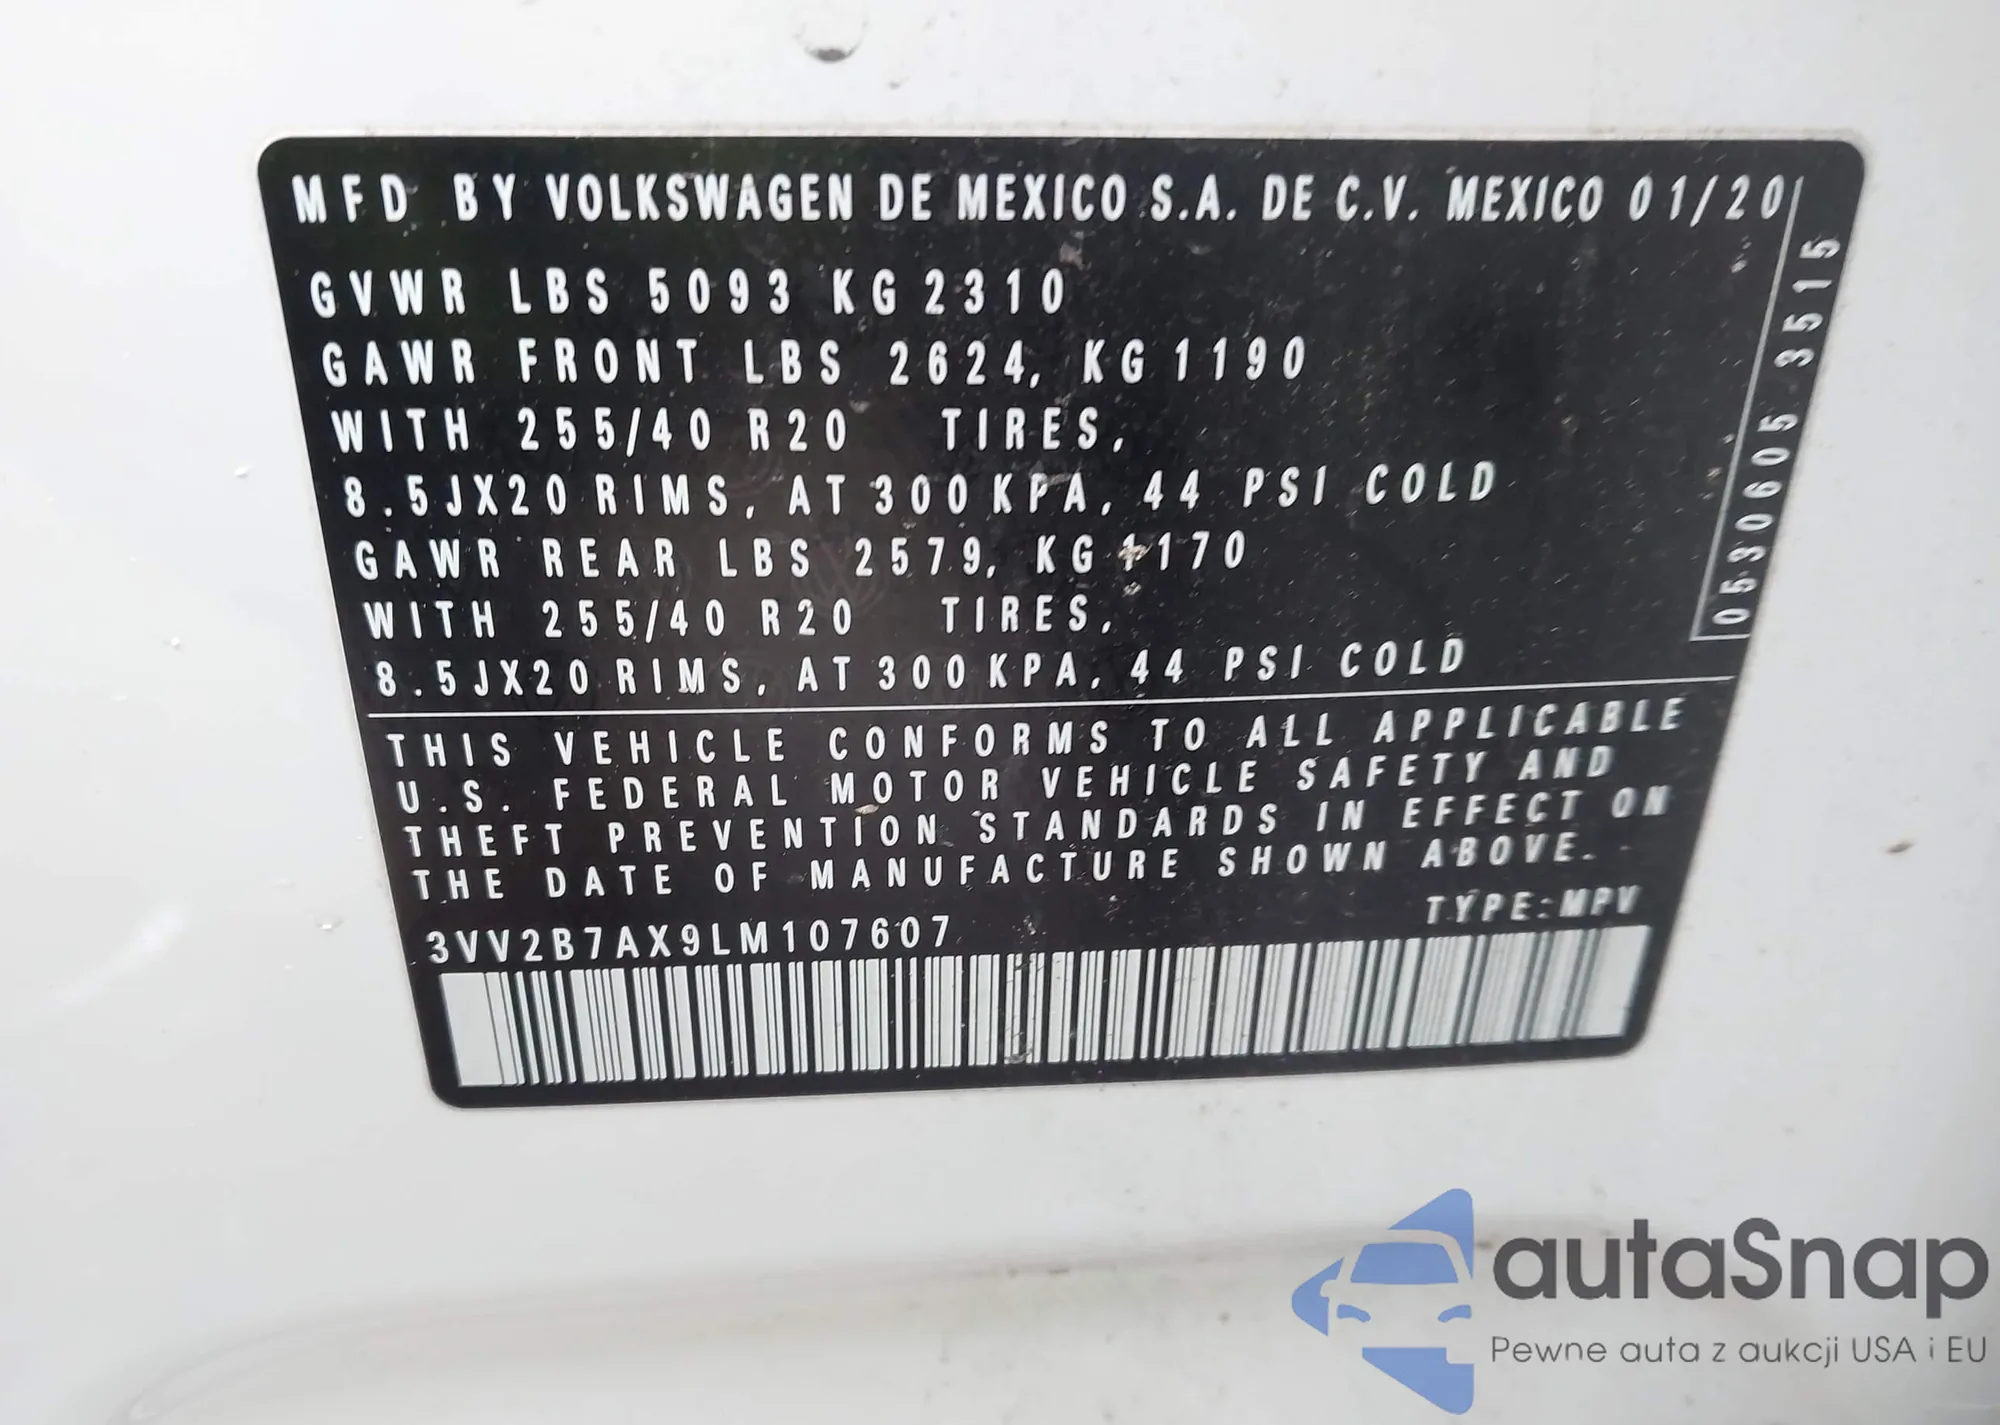 MFD BY VOLKSWAGEN DE MEXICO S.A. DE C.V. MEXICO 01/20
GVWR LBS 5093 KG 2310
GAWR FRONT LBS 2624, KG 1190
WITH 255/40 R20 TIRES,
8.5JX20 RIMS, AT 300 KPA, 44 PSI COLD
GAWR REAR LBS 2579, KG 1170
WITH 255/40 R20 TIRES,
8.5JX20 RIMS, AT 300 KPA, 44 PSI COLD
0530605 3515
THIS VEHICLE CONFORMS TO ALL APPLICABLE
U.S. FEDERAL MOTOR VEHICLE SAFETY AND
THEFT PREVENTION STANDARDS IN EFFECT ON
THE DATE OF MANUFACTURE SHOWN ABOVE.
TYPE:MPV
3VV2B7AX9LM107607
autaSnap
Pewne auta z aukcji USA i EU